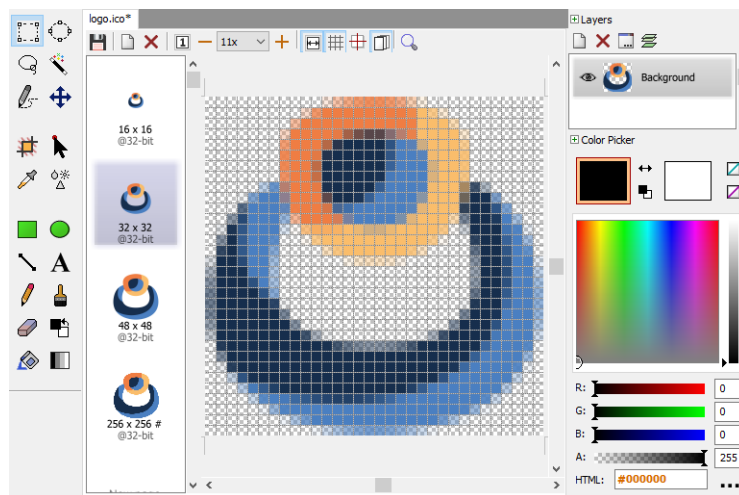 logo.ico*
Layers
1
11x
Background
16 x 16
@32-bit
Color Picker
32 x 32
@32-bit
48 x 48
@32-bit
256 x 256 #
@32-bit
A
R:
0
G:
0
B:
0
A:
255
HTML:
#000000
...